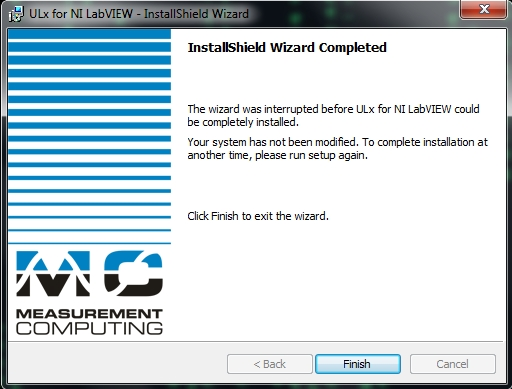 ULx for NI LabVIEW - InstallShield Wizard
InstallShield Wizard Completed
The wizard was interrupted before ULx for NI LabVIEW could
be completely installed.
Your system has not been modified. To complete installation at
another time, please run setup again.
Click Finish to exit the wizard.
MC
MEASUREMENT
COMPUTING
< Back
Finish
Cancel